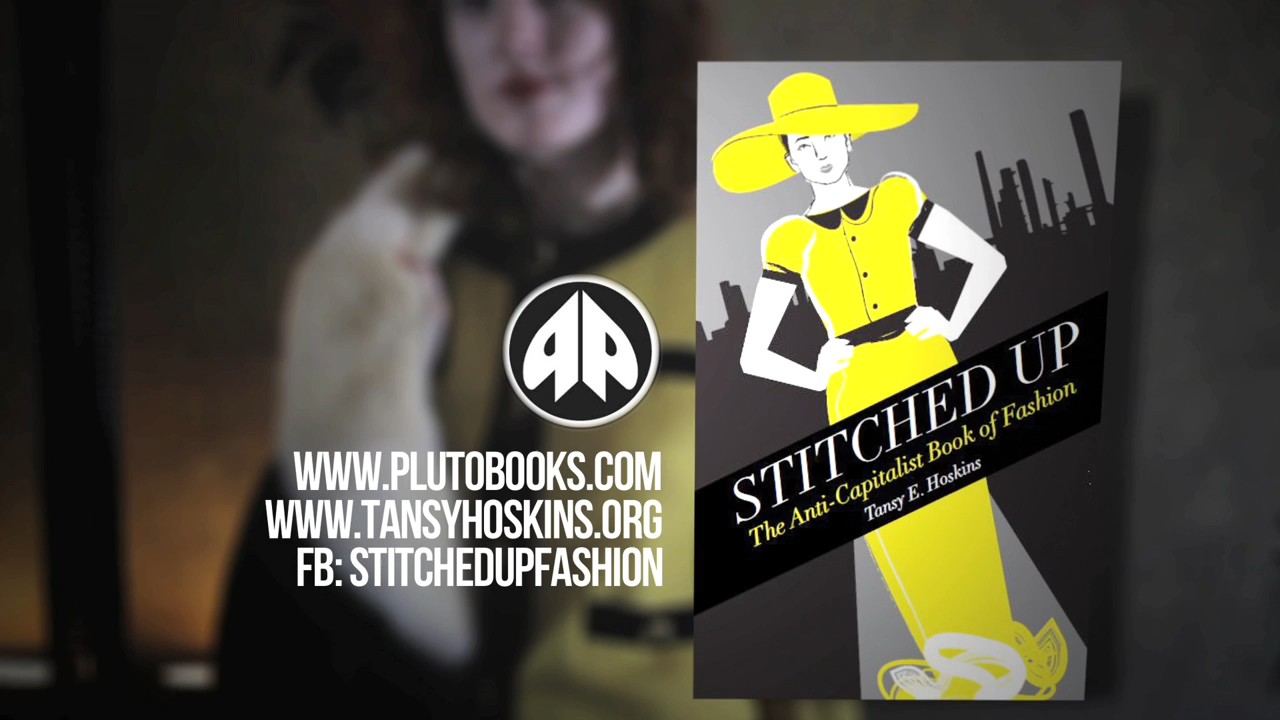 WWW.PLUTOBOOKS.COM
WWW.TANSYHOSKINS.ORG
FB: STITCHEDUPFASHION
STITCHED UP
The Anti-Capitalist Book of Fashion
Tansy E. Hoskins